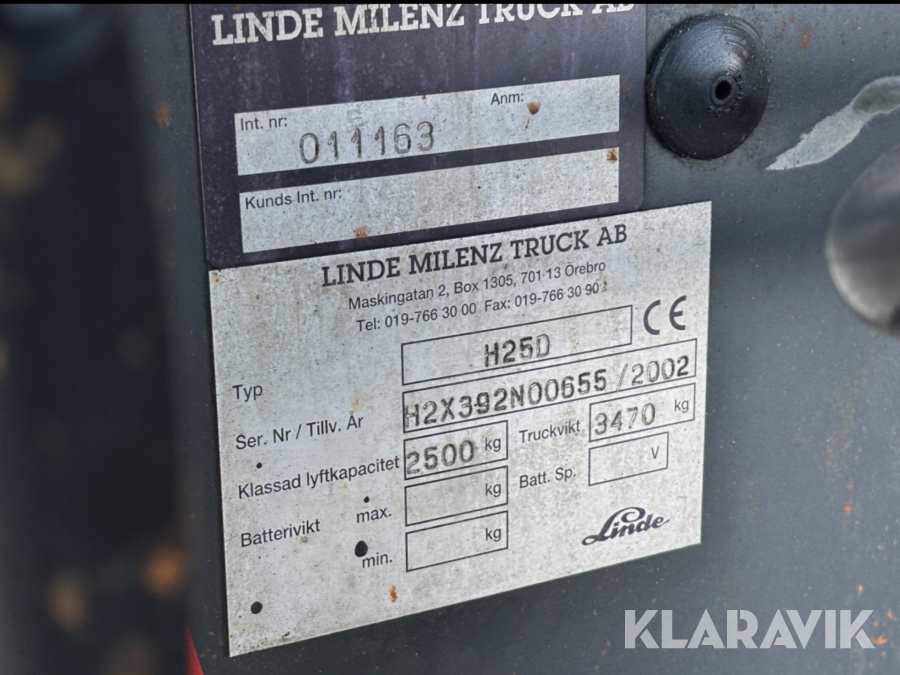 LINDE MILENZ TRUCK AB
Int. nr: 011163 Anm:
Kunds Int. nr:
LINDE MILENZ TRUCK AB
Maskingatan 2, Box 1305, 701 13 Örebro
Tel: 019-766 30 00 Fax: 019-766 30 90
Typ H25D CE
Ser. Nr / Tillv. År H2X392N00655 /2002
Klassad lyftkapacitet 2500 kg Truckvikt 3470 kg
Batterivikt max. kg Batt. Sp. V
min. kg
Linde
KLARAVIK